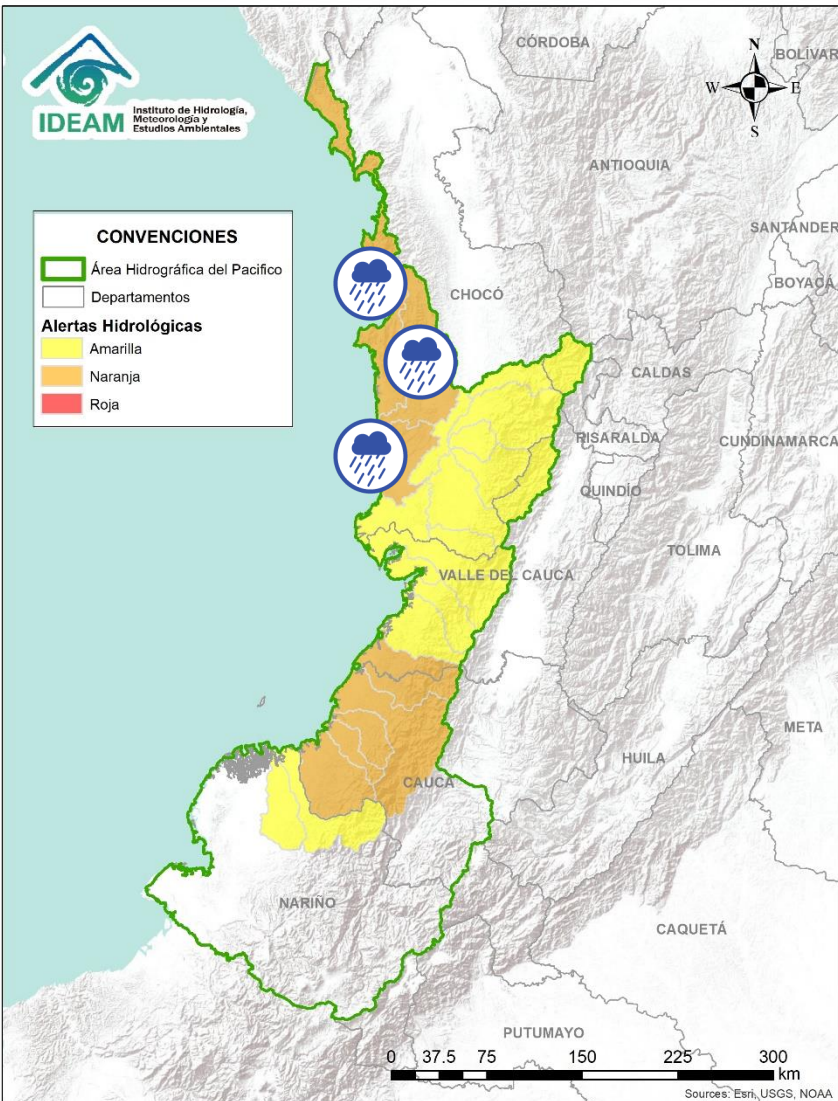 IDEAM
Instituto de Hidrología,
Meteorología y
Estudios Ambientales
CÓRDOBA
BOLÍVAR
N
W
E
S
ANTIOQUIA
SANTANDER
CONVENCIONES
Área Hidrográfica del Pacifico
Departamentos
Alertas Hidrológicas
Amarilla
Naranja
Roja
BOYACÁ
CHOCÓ
CALDAS
RISARALDA
CUNDINAMARCA
QUINDÍO
TOLIMA
VALLE DEL CAUCA
META
HUILA
CAUCA
NARIÑO
CAQUETÁ
PUTUMAYO
0 37.5 75 150 225 300
km
Sources: Esri, USGS, NOAA